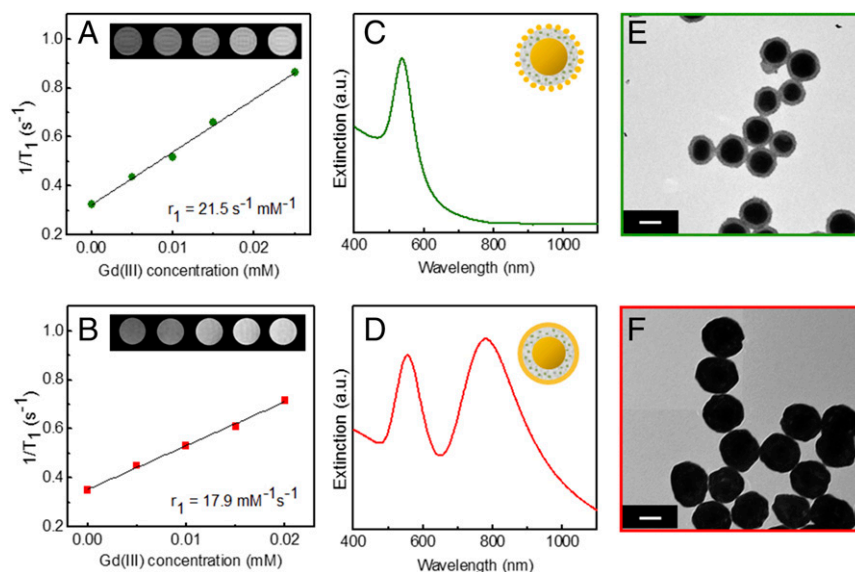 A
1/T₁ (s⁻¹)
1.0
0.8
0.6
0.4
0.2
r₁ = 21.5 s⁻¹ mM⁻¹
0.00
0.01
0.02
Gd(III) concentration (mM)
C
Extinction (a.u.)
400
600
800
1000
Wavelength (nm)
E
B
1/T₁ (s⁻¹)
1.0
0.8
0.6
0.4
0.2
r₁ = 17.9 mM⁻¹s⁻¹
0.00
0.01
0.02
Gd(III) concentration (mM)
D
Extinction (a.u.)
400
600
800
1000
Wavelength (nm)
F